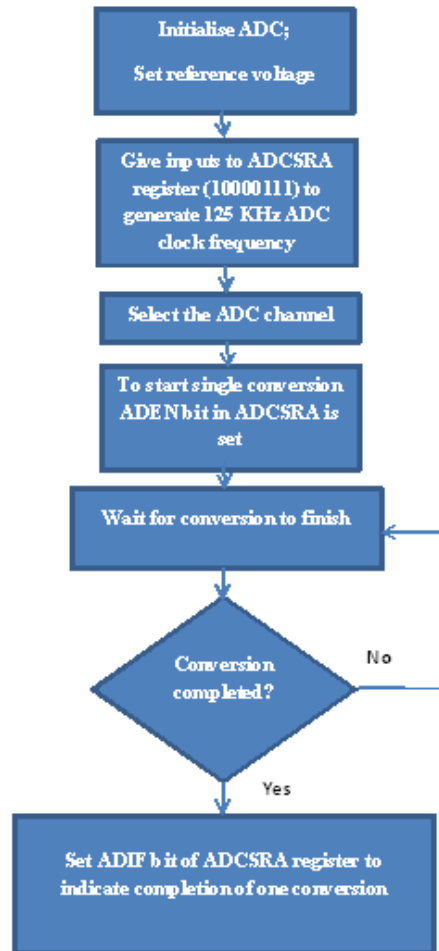 Initialise ADC;
Set reference voltage
Give inputs to ADCSRA
register (10000111) to
generate 125 KHz ADC
clock frequency
Select the ADC channel
To start single conversion
ADEN bit in ADCSRA is
set
Wait for conversion to finish
Conversion
completed?
No
Yes
Set ADIF bit of ADCSRA register to
indicate completion of one conversion